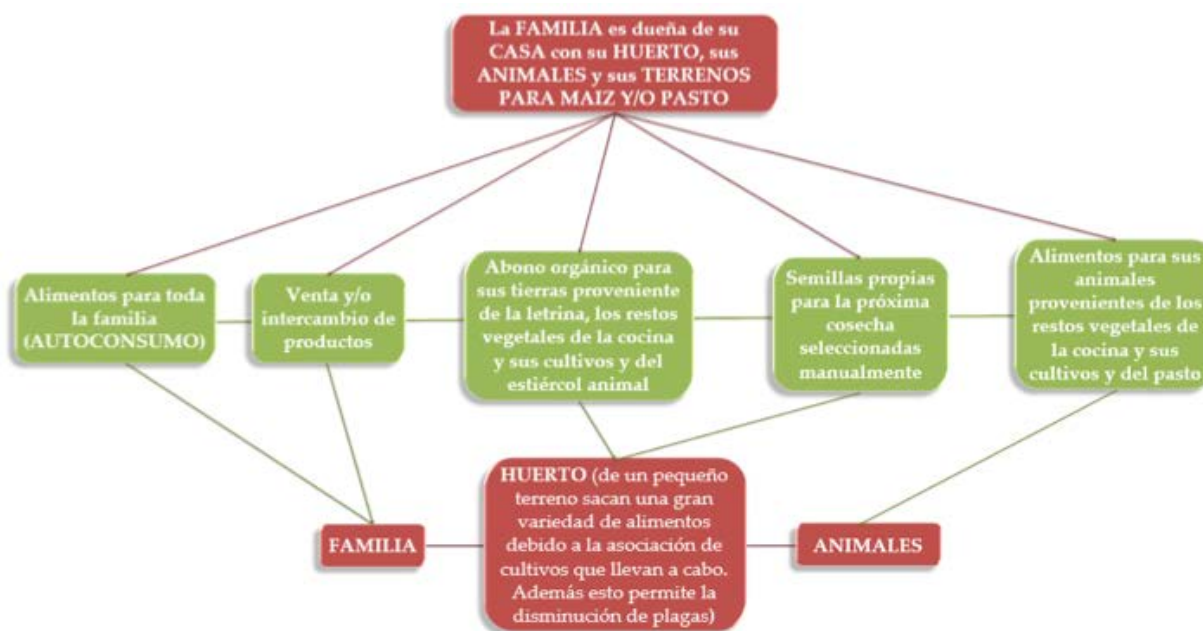 La FAMILIA es dueña de su
CASA con su HUERTO, sus
ANIMALES y sus TERRENOS
PARA MAIZ Y/O PASTO
Alimentos para toda
la familia
(AUTOCONSUMO)
Venta y/o
intercambio de
productos
Abono orgánico para
sus tierras proveniente
de la letrina, los restos
vegetales de la cocina
y sus cultivos y del
estiércol animal
Semillas propias
para la próxima
cosecha
seleccionadas
manualmente
Alimentos para sus
animales
provenientes de los
restos vegetales de
la cocina y sus
cultivos y del pasto
FAMILIA
HUERTO (de un pequeño
terreno sacan una gran
variedad de alimentos
debido a la asociación de
cultivos que llevan a cabo.
Además esto permite la
disminución de plagas)
ANIMALES